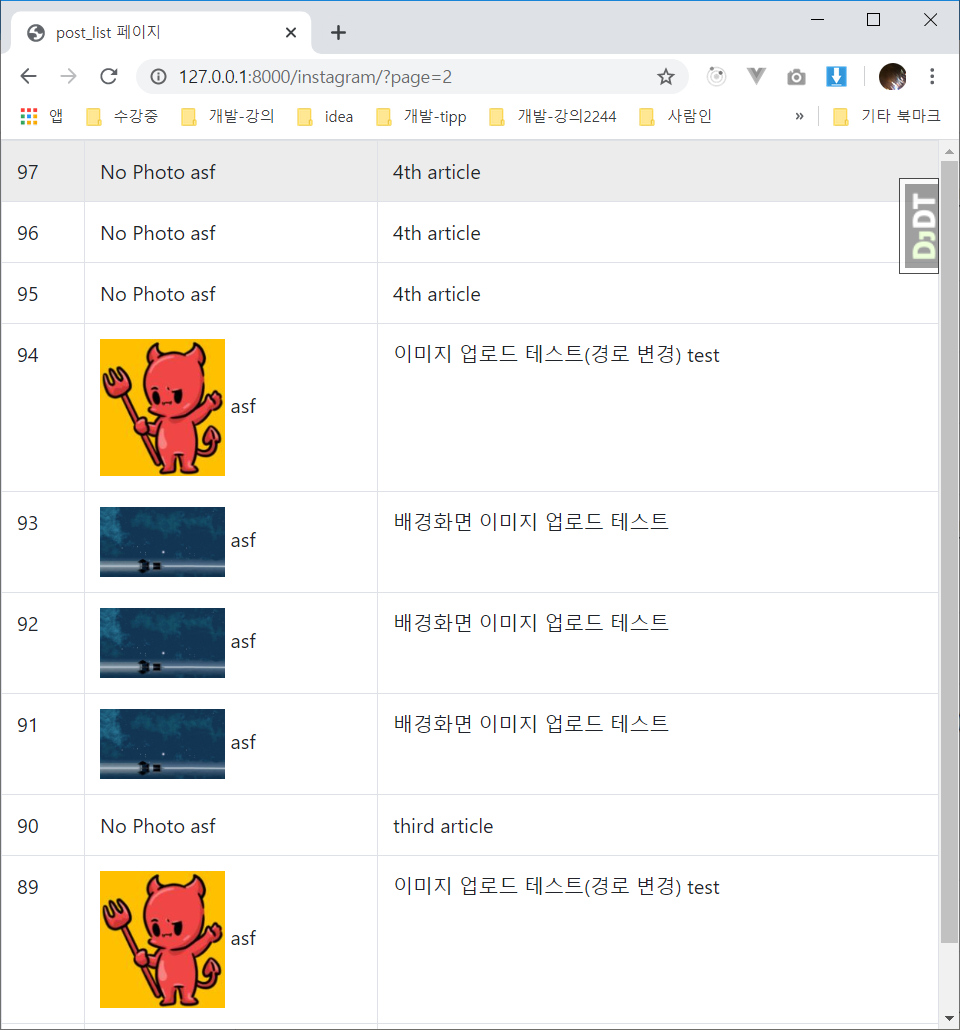 post_list 페이지
127.0.0.1:8000/instagram/?page=2
앱 수강중 개발-강의 idea 개발-tipp 개발-강의2244 사람인 » 기타 북마크
97 No Photo asf 4th article
DJDT
96 No Photo asf 4th article
95 No Photo asf 4th article
94 asf 이미지 업로드 테스트(경로 변경) test
93 asf 배경화면 이미지 업로드 테스트
92 asf 배경화면 이미지 업로드 테스트
91 asf 배경화면 이미지 업로드 테스트
90 No Photo asf third article
89 asf 이미지 업로드 테스트(경로 변경) test